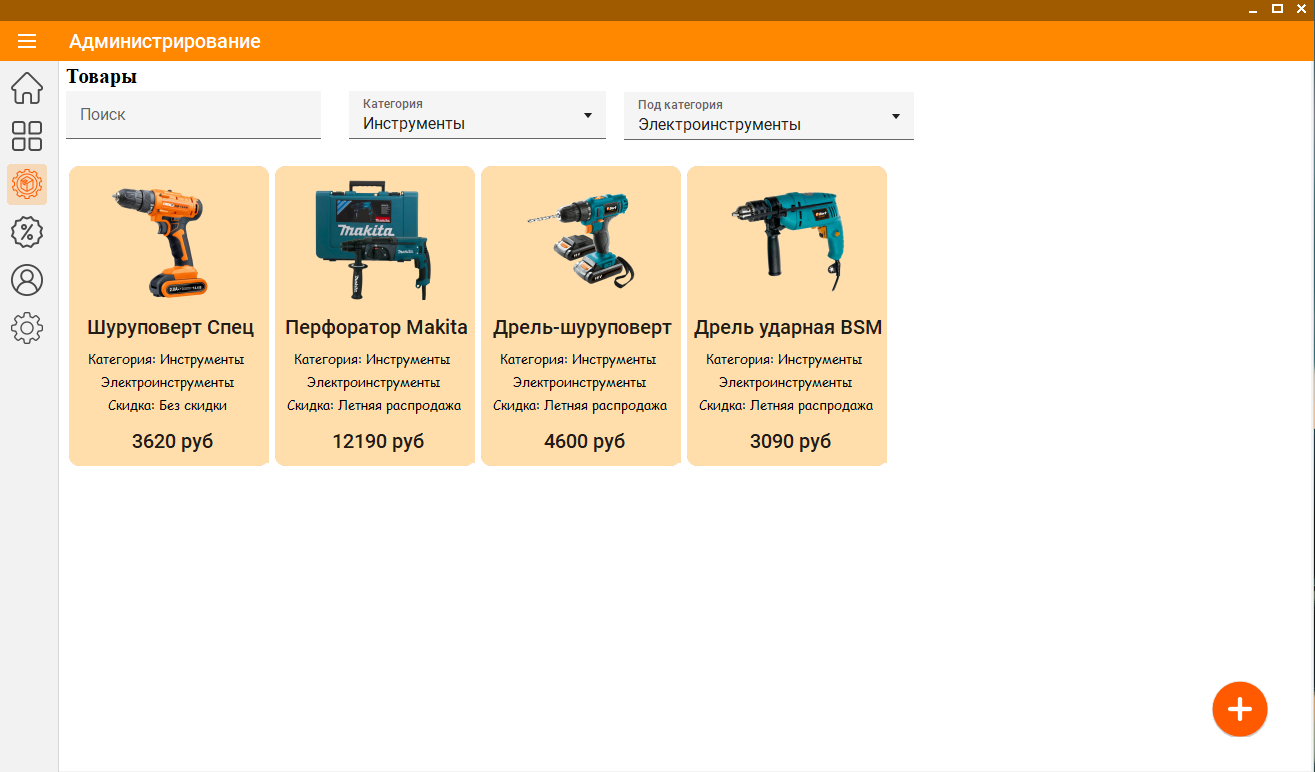 Администрирование
Товары
Поиск
Категория
Инструменты
Под категория
Электроинструменты
makita
Шуруповерт Спец
Категория: Инструменты
Электроинструменты
Скидка: Без скидки
3620 руб
Перфоратор Makita
Категория: Инструменты
Электроинструменты
Скидка: Летняя распродажа
12190 руб
Дрель-шуруповерт
Категория: Инструменты
Электроинструменты
Скидка: Летняя распродажа
4600 руб
Дрель ударная BSM
Категория: Инструменты
Электроинструменты
Скидка: Летняя распродажа
3090 руб